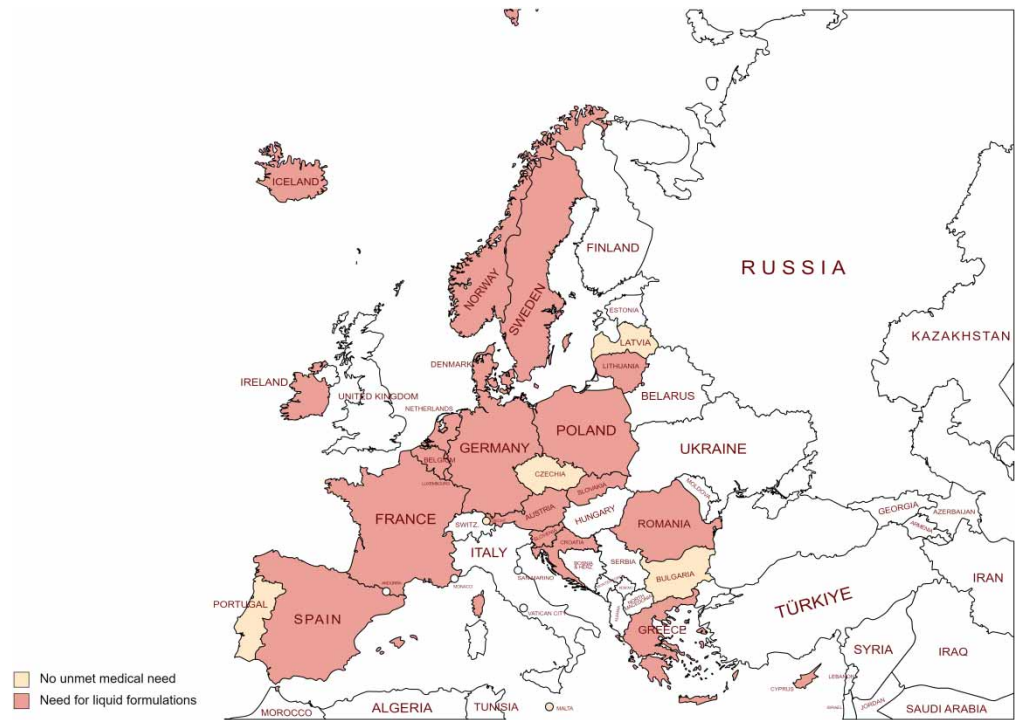 ICELAND
FINLAND
RUSSIA
NORWAY
SWEDEN
ESTONIA
LATVIA
KAZAKHSTAN
DENMARK
LITHUANIA
IRELAND
UNITED KINGDOM
BELARUS
NETHERLANDS
POLAND
GERMANY
UKRAINE
BELGIUM
CZECHIA
LUXEMBOURG
SLOVAKIA
MOLDOVA
FRANCE
AUSTRIA
HUNGARY
ROMANIA
GEORGIA
AZERBAIJAN
SWITZ.
ARMENIA
SLOVENIA
CROATIA
ITALY
BOSNIA
& HERZ.
SERBIA
SAN MARINO
IRAN
ANDORRA
MONACO
BULGARIA
PORTUGAL
SPAIN
VATICAN CITY
NORTH
MACEDONIA
TÜRKIYE
GREECE
SYRIA
IRAQ
No unmet medical need
Need for liquid formulations
CYPRUS
LEBANON
MOROCCO
ALGERIA
TUNISIA
MALTA
ISRAEL
JORDAN
SAUDI ARABIA